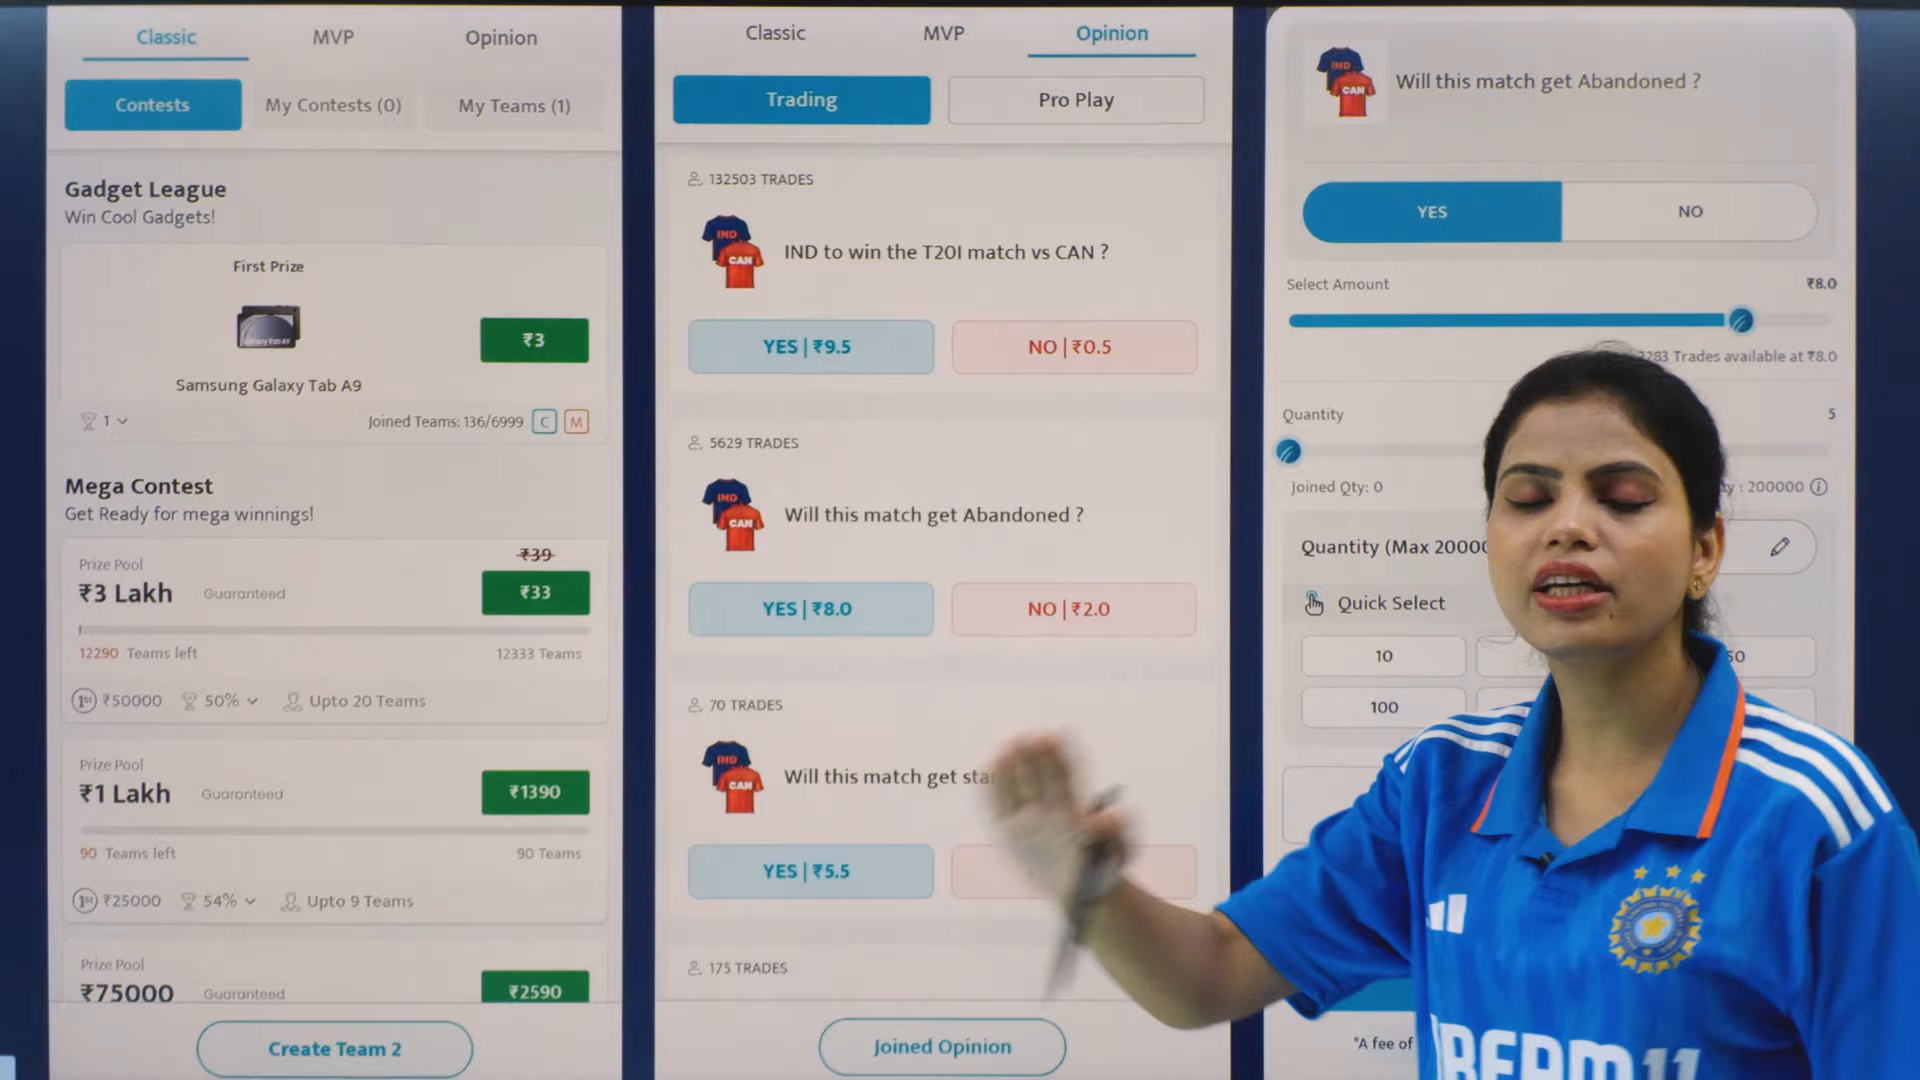 Classic
MVP
Opinion
Contests
My Contests (0)
My Teams (1)
Gadget League
Win Cool Gadgets!
First Prize
₹3
Samsung Galaxy Tab A9
1
Joined Teams: 136/6999
C
M
Mega Contest
Get Ready for mega winnings!
Prize Pool
₹39
₹3 Lakh
Guaranteed
₹33
12290 Teams left
12333 Teams
1st ₹50000
50%
Upto 20 Teams
Prize Pool
₹1 Lakh
Guaranteed
₹1390
90 Teams left
90 Teams
1st ₹25000
54%
Upto 9 Teams
Prize Pool
₹75000
Guaranteed
₹2590
Create Team 2
Classic
MVP
Opinion
Trading
Pro Play
132503 TRADES
IND
CAN
IND to win the T20I match vs CAN ?
YES | ₹9.5
NO | ₹0.5
5629 TRADES
IND
CAN
Will this match get Abandoned ?
YES | ₹8.0
NO | ₹2.0
70 TRADES
IND
CAN
Will this match get
YES | ₹5.5
175 TRADES
Joined Opinion
IND
CAN
Will this match get Abandoned ?
YES
NO
Select Amount
₹8.0
Trades available at ₹8.0
Quantity
5
Joined Qty: 0
: 200000
Quantity (Max
Quick Select
10
100
*A fee of
11